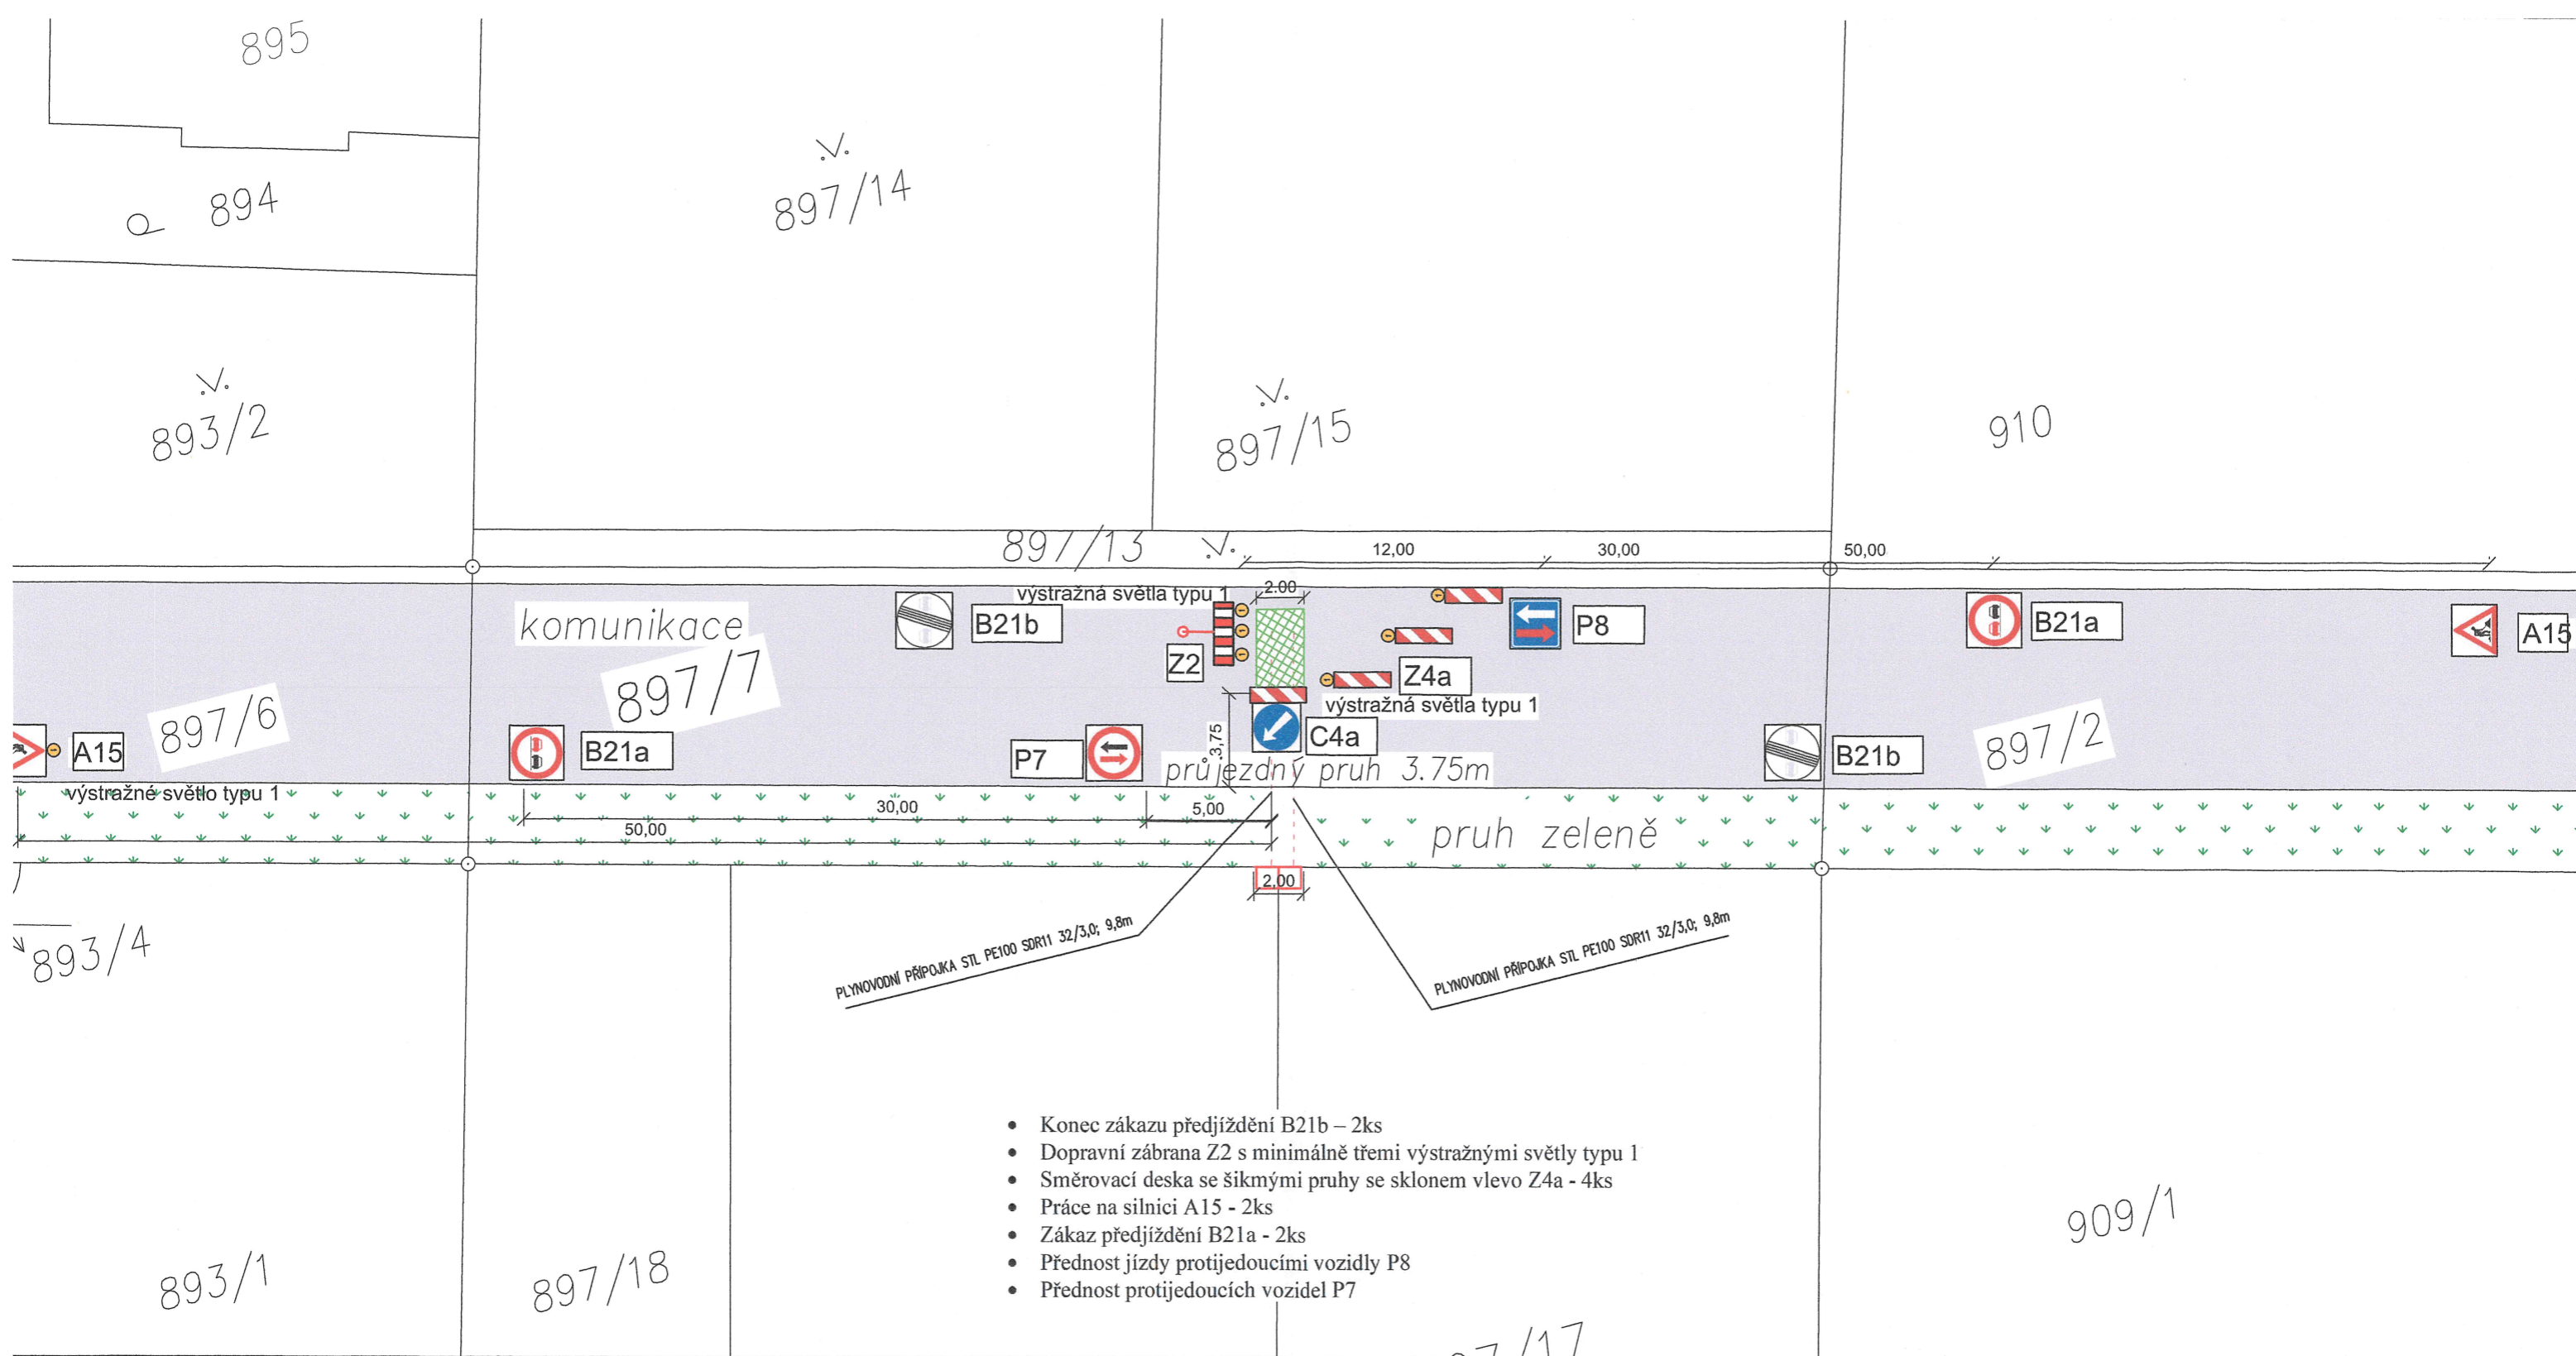 895
894
897/14
893/2
897/15
910
897/13
12,00
30,00
50,00
výstražná světla typu 1
2.00
komunikace
B21b
P8
B21a
A15
Z2
Z4a
897/7
výstražná světla typu 1
897/6
A15
B21a
P7
3,75
C4a
průjezdný pruh 3.75m
B21b
897/2
výstražné světlo typu 1
30,00
5,00
50,00
pruh zeleně
2,00
PLYNOVODNÍ PŘÍPOJKA STL PE100 SDR11 32/3,0; 9,8m
PLYNOVODNÍ PŘÍPOJKA STL PE100 SDR11 32/3,0; 9,8m
893/4
• Konec zákazu předjíždění B21b – 2ks
• Dopravní zábrana Z2 s minimálně třemi výstražnými světly typu 1
• Směrovací deska se šikmými pruhy se sklonem vlevo Z4a - 4ks
• Práce na silnici A15 - 2ks
• Zákaz předjíždění B21a - 2ks
• Přednost jízdy protijedoucími vozidly P8
• Přednost protijedoucích vozidel P7
893/1
897/18
909/1
/17